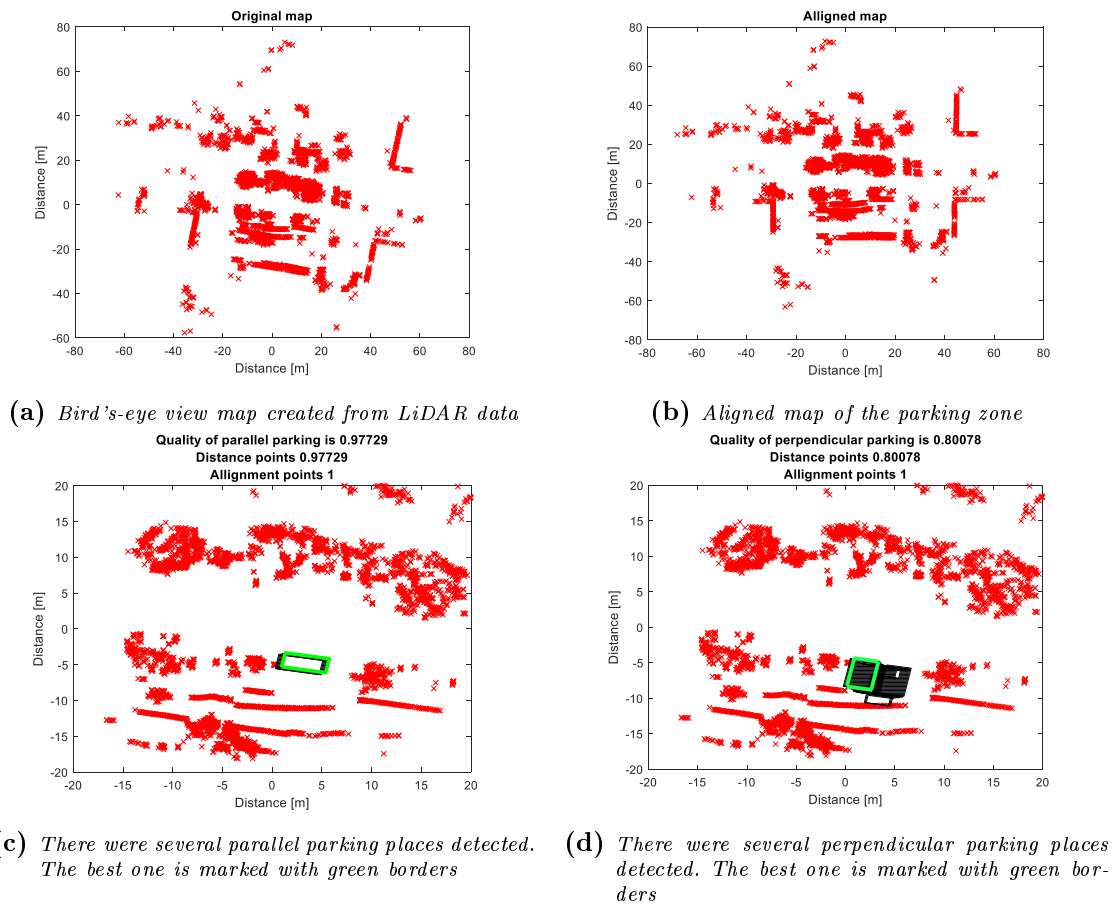 Original map
80
60
40
20
0
-20
-40
-60
-80 -60 -40 -20 0 20 40 60 80
Distance [m]
Distance [m]
Alligned map
80
60
40
20
0
-20
-40
-60
-80
-80 -60 -40 -20 0 20 40 60 80
Distance [m]
Distance [m]
(a) Bird's-eye view map created from LiDAR data
(b) Aligned map of the parking zone
Quality of parallel parking is 0.97729
Distance points 0.97729
Allignment points 1
20
15
10
5
0
-5
-10
-15
-20
-20 -15 -10 -5 0 5 10 15 20
Distance [m]
Distance [m]
Quality of perpendicular parking is 0.80078
Distance points 0.80078
Allignment points 1
20
15
10
5
0
-5
-10
-15
-20
-20 -15 -10 -5 0 5 10 15 20
Distance [m]
Distance [m]
c) There were several parallel parking places detected.
The best one is marked with green borders
(d) There were several perpendicular parking places
detected. The best one is marked with green bor-
ders